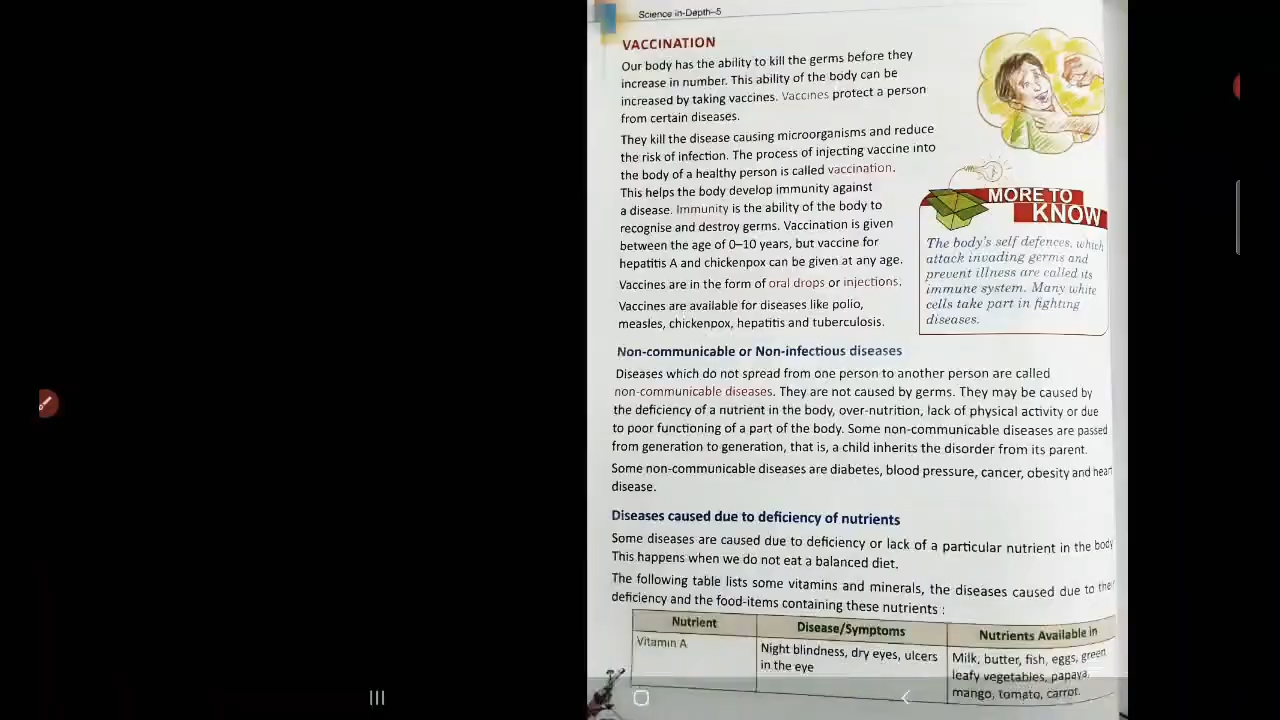 Science in-Depth–5
VACCINATION
Our body has the ability to kill the germs before they
increase in number. This ability of the body can be
increased by taking vaccines. Vaccines protect a person
from certain diseases.
They kill the disease causing microorganisms and reduce
the risk of infection. The process of injecting vaccine into
the body of a healthy person is called vaccination.
This helps the body develop immunity against
a disease. Immunity is the ability of the body to
recognise and destroy germs. Vaccination is given
between the age of 0–10 years, but vaccine for
hepatitis A and chickenpox can be given at any age.
Vaccines are in the form of oral drops or injections.
Vaccines are available for diseases like polio,
measles, chickenpox, hepatitis and tuberculosis.
MORE TO
KNOW
The body's self defences, which
attack invading germs and
prevent illness are called its
immune system. Many white
cells take part in fighting
diseases.
Non-communicable or Non-infectious diseases
Diseases which do not spread from one person to another person are called
non-communicable diseases. They are not caused by germs. They may be caused by
the deficiency of a nutrient in the body, over-nutrition, lack of physical activity or due
to poor functioning of a part of the body. Some non-communicable diseases are passed
from generation to generation, that is, a child inherits the disorder from its parent.
Some non-communicable diseases are diabetes, blood pressure, cancer, obesity and heart
disease.
Diseases caused due to deficiency of nutrients
Some diseases are caused due to deficiency or lack of a particular nutrient in the body
This happens when we do not eat a balanced diet.
The following table lists some vitamins and minerals, the diseases caused due to their
deficiency and the food-items containing these nutrients :
Nutrient
Disease/Symptoms
Nutrients Available in
Vitamin A
Night blindness, dry eyes, ulcers
in the eye
Milk, butter, fish, eggs, green
leafy vegetables, papaya,
mango, tomato, carrot.